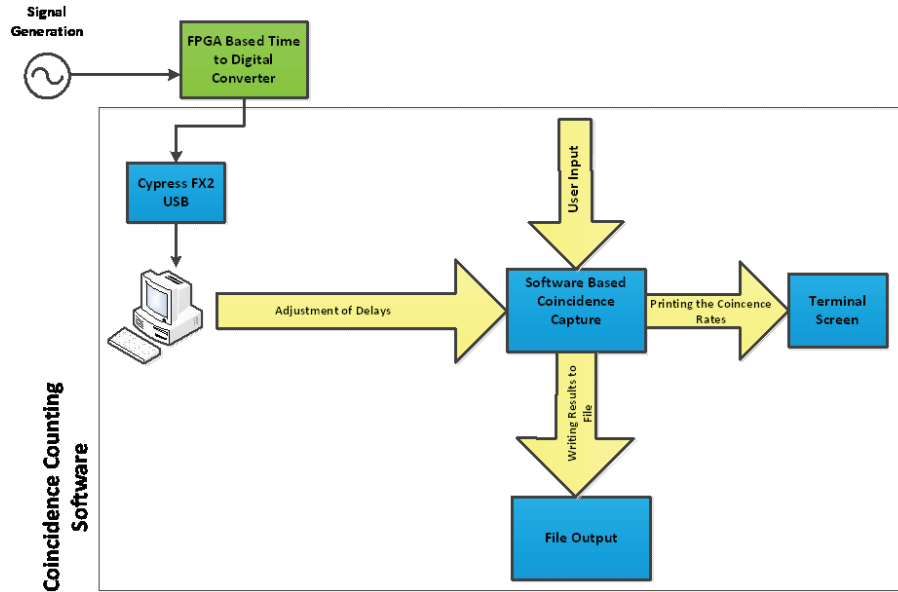 Signal
Generation
FPGA Based Time
to Digital
Converter
Cypress FX2
USB
User Input
Adjustment of Delays
Software Based
Coincidence
Capture
Printing the Coincence
Rates
Terminal
Screen
Writing Results to
File
File Output
Coincidence Counting
Software